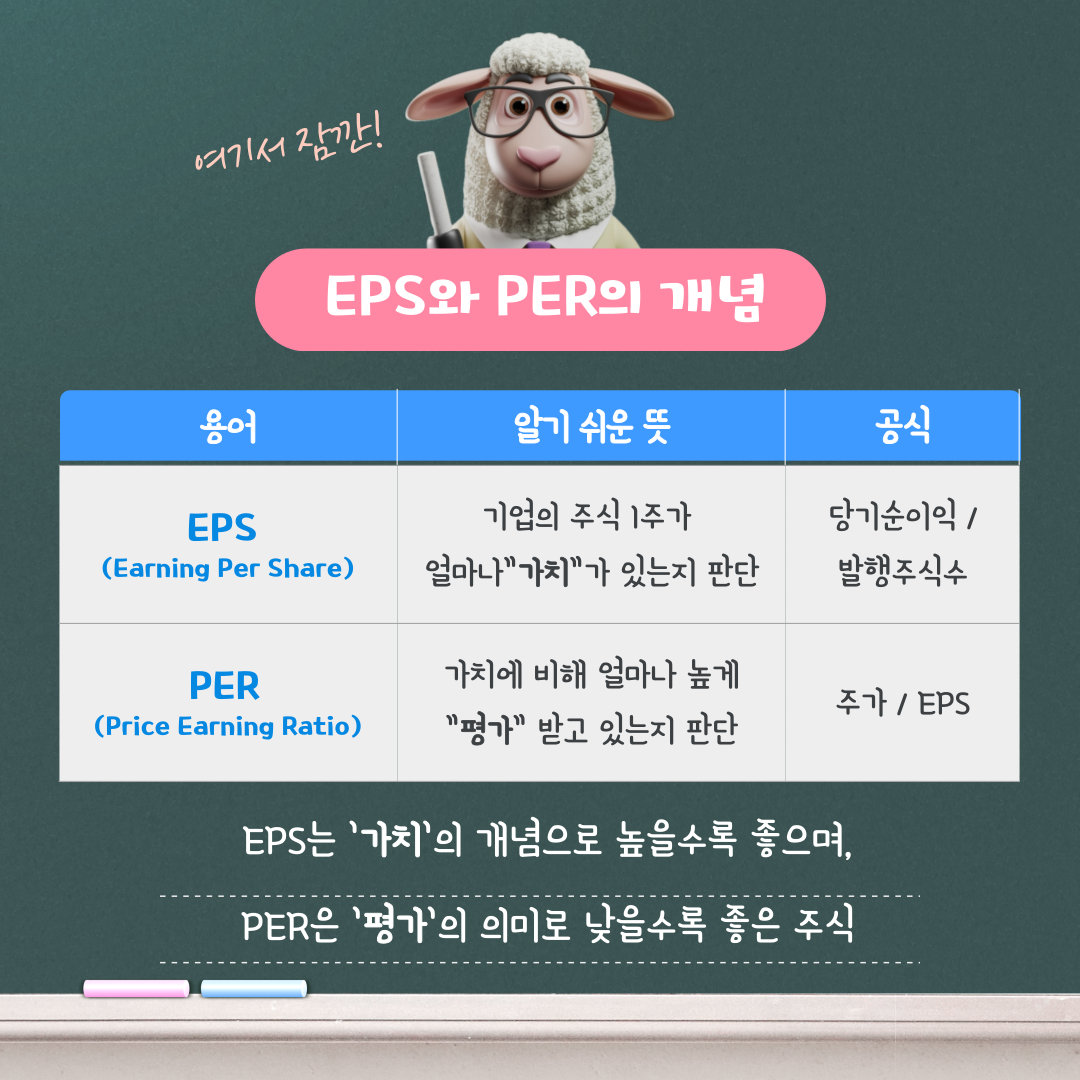 여기서 잠깐!
EPS와 PER의 개념
용어
알기 쉬운 뜻
공식
EPS
(Earning Per Share)
기업의 주식 1주가
얼마나"가치"가 있는지 판단
당기순이익 /
발행주식수
PER
(Price Earning Ratio)
가치에 비해 얼마나 높게
"평가" 받고 있는지 판단
주가 / EPS
EPS는 '가치'의 개념으로 높을수록 좋으며,
PER은 '평가'의 의미로 낮을수록 좋은 주식